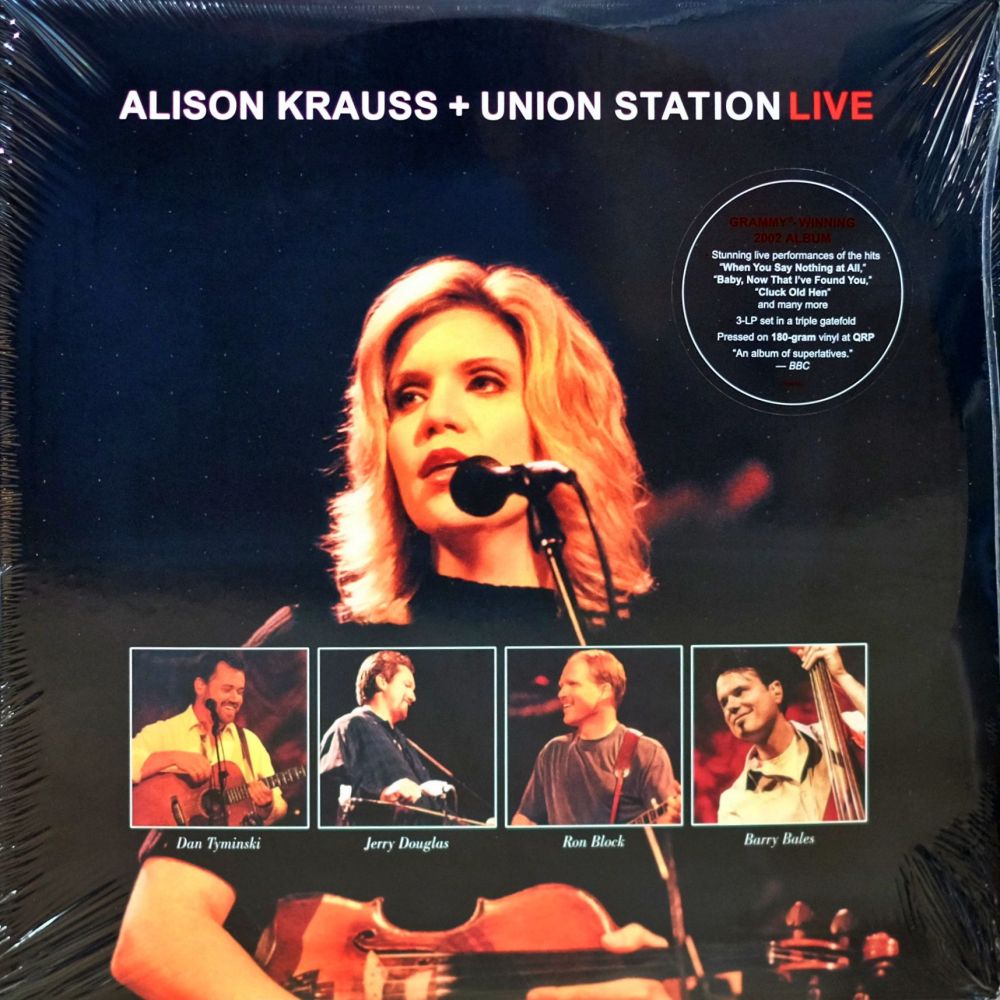 ALISON KRAUSS + UNION STATION LIVE
GRAMMY®-WINNING
2002 ALBUM
Stunning live performances of the hits
"When You Say Nothing at All,"
"Baby, Now That I've Found You,"
"Cluck Old Hen"
and many more
3-LP set in a triple gatefold
Pressed on 180-gram vinyl at QRP
"An album of superlatives."
— BBC
Dan Tyminski
Jerry Douglas
Ron Block
Barry Bales